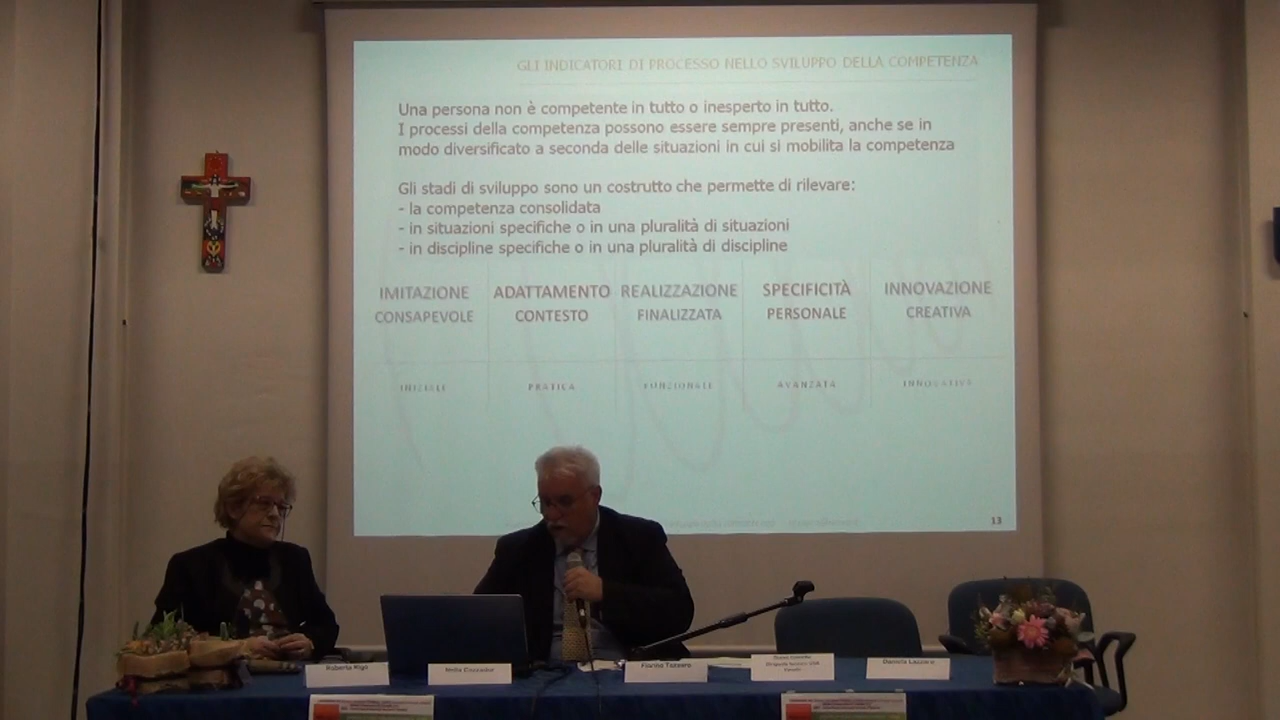 GLI INDICATORI DI PROCESSO NELLO SVILUPPO DELLA COMPETENZA
Una persona non è competente in tutto o inesperto in tutto.
I processi della competenza possono essere sempre presenti, anche se in
modo diversificato a seconda delle situazioni in cui si mobilita la competenza
Gli stadi di sviluppo sono un costrutto che permette di rilevare:
- la competenza consolidata
- in situazioni specifiche o in una pluralità di situazioni
- in discipline specifiche o in una pluralità di discipline
IMITAZIONE CONSAPEVOLE
ADATTAMENTO CONTESTO
REALIZZAZIONE FINALIZZATA
SPECIFICITÀ PERSONALE
INNOVAZIONE CREATIVA
INIZIALE
PRATICA
FUNZIONALE
AVANZATA
INNOVATIVA
13
Roberta Rigo
Daniela Lazzaro